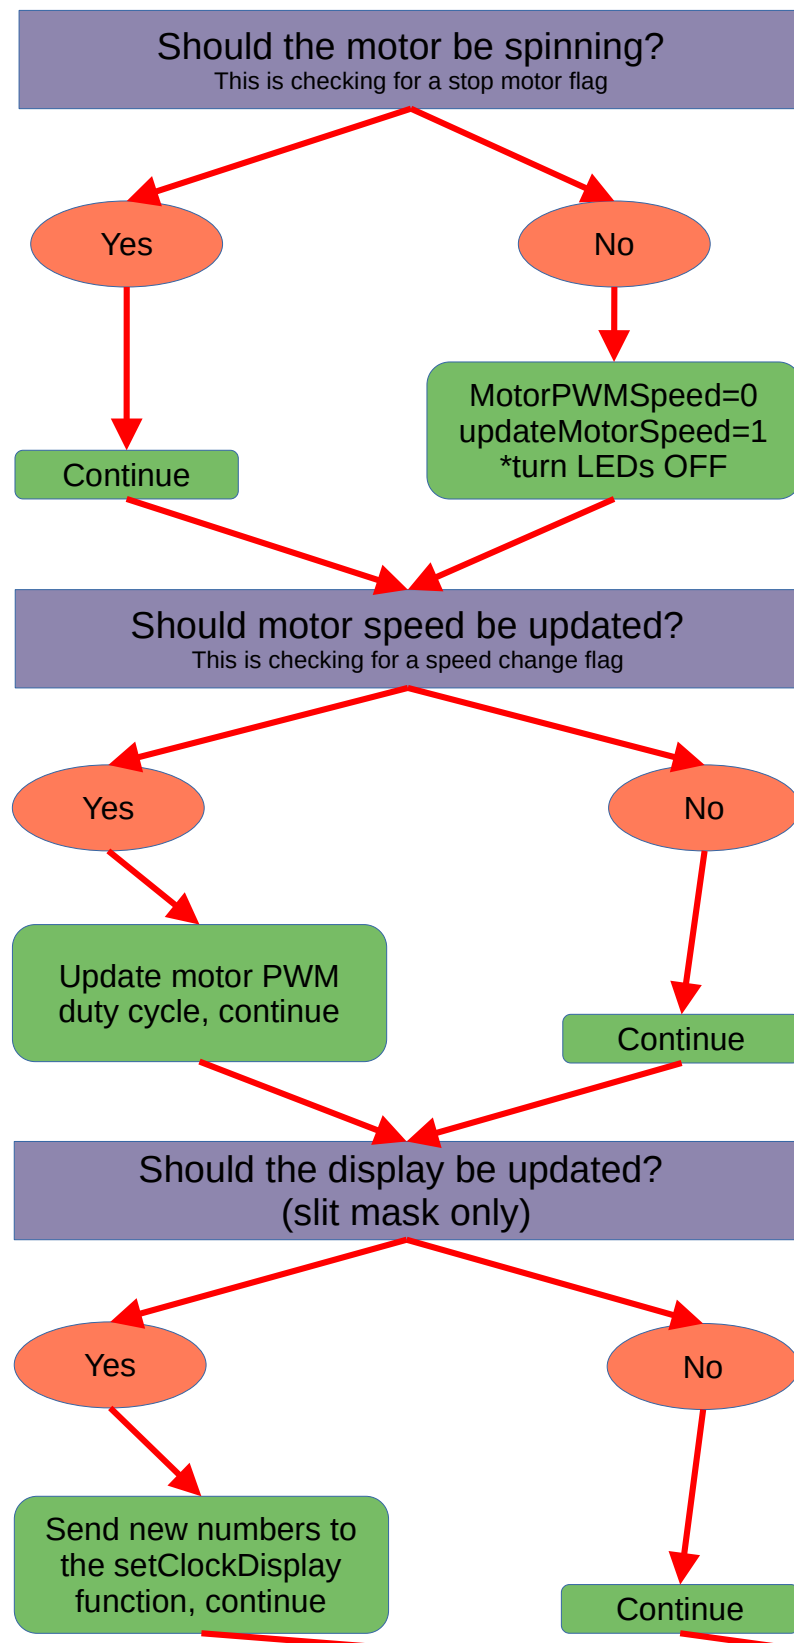 Should the motor be spinning?
This is checking for a stop motor flag
Yes
No
MotorPWMSpeed=0
updateMotorSpeed=1
*turn LEDs OFF
Continue
Should motor speed be updated?
This is checking for a speed change flag
Yes
No
Update motor PWM
duty cycle, continue
Continue
Should the display be updated?
(slit mask only)
Yes
No
Send new numbers to
the setClockDisplay
function, continue
Continue